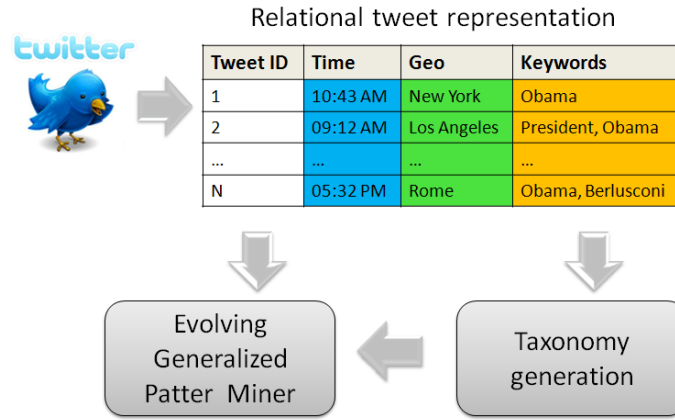 Relational tweet representation
twitter
Tweet ID Time Geo Keywords
1 10:43 AM New York Obama
2 09:12 AM Los Angeles President, Obama
... ... ... ...
N 05:32 PM Rome Obama, Berlusconi
Evolving
Generalized
Patter Miner
Taxonomy
generation